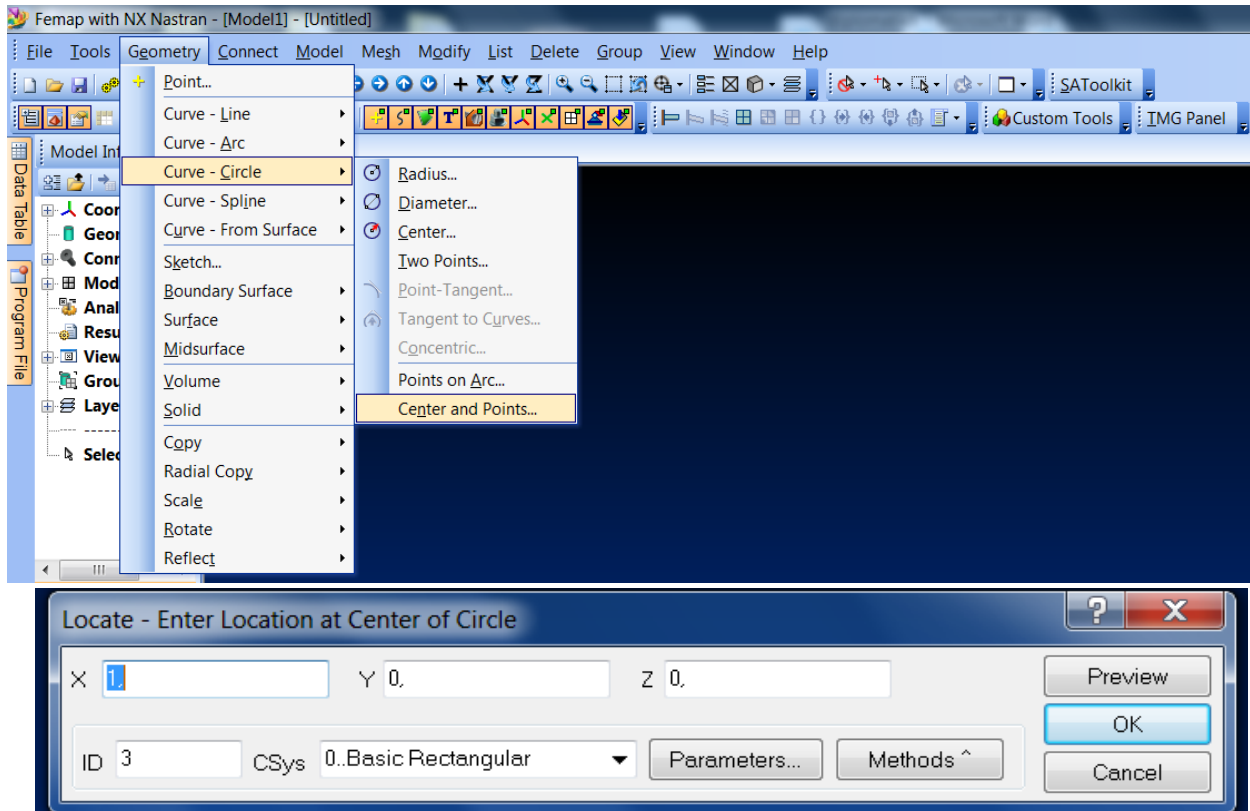 Femap with NX Nastran - [Model1] - [Untitled]
File Tools Geometry Connect Model Mesh Modify List Delete Group View Window Help
SAToolkit
Custom Tools TMG Panel
Data Table
Program File
Model Inf
Coor
Geor
Conn
Mod
Anal
Resu
View
Grou
Laye
Selec
Point...
Curve - Line
Curve - Arc
Curve - Circle
Curve - Spline
Curve - From Surface
Sketch...
Boundary Surface
Surface
Midsurface
Volume
Solid
Copy
Radial Copy
Scale
Rotate
Reflect
Radius...
Diameter...
Center...
Two Points...
Point-Tangent...
Tangent to Curves...
Concentric...
Points on Arc...
Center and Points...
Locate - Enter Location at Center of Circle
X 1, Y 0, Z 0, Preview
OK
ID 3 CSys 0..Basic Rectangular Parameters... Methods ^
Cancel